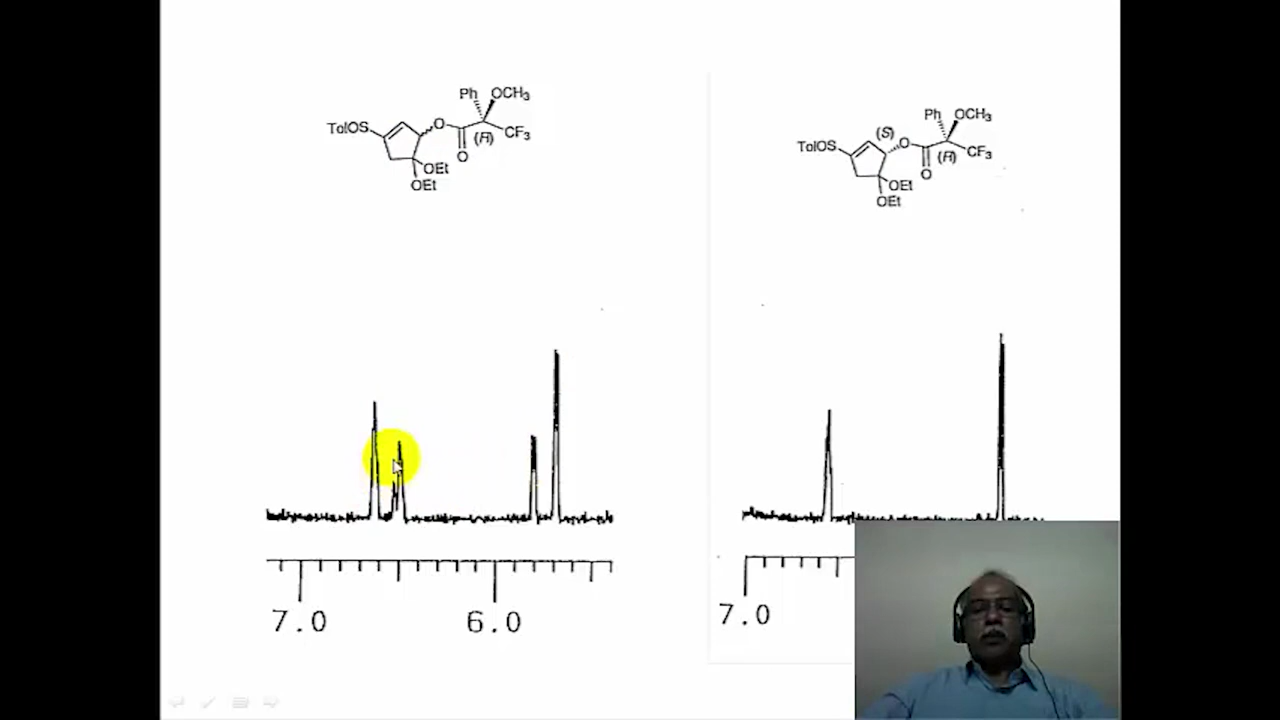 Ph OCH3
TolOS O CF3
(R)
O
OEt
OEt
Ph OCH3
(S)
TolOS O CF3
(R)
O
OEt
OEt
7.0 6.0
7.0